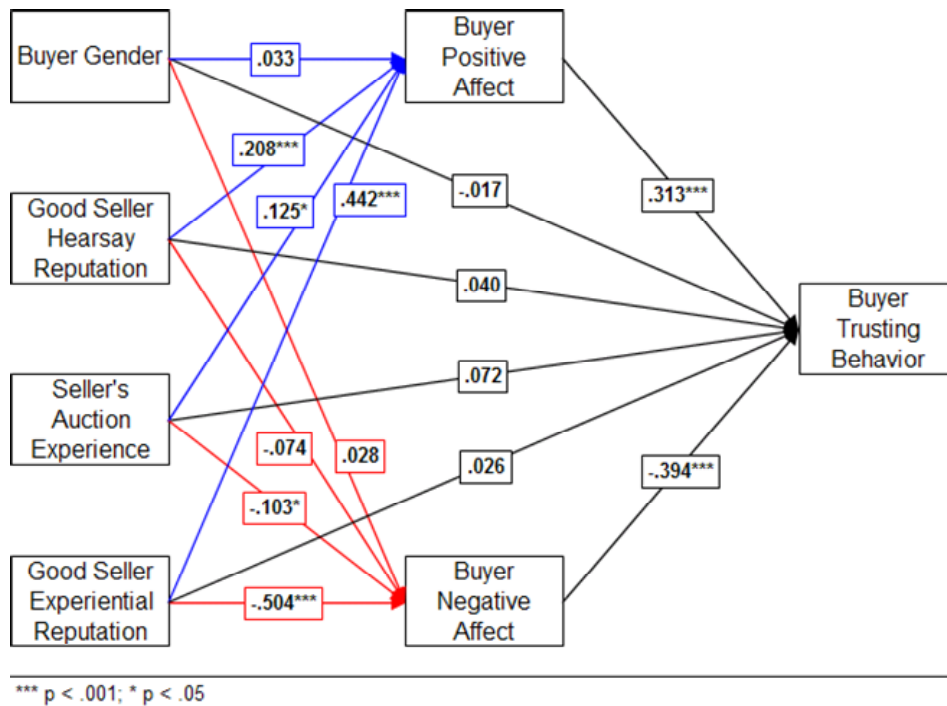 Buyer Gender
.033
Buyer
Positive
Affect
.208***
.125*
.442***
-.017
.313***
Good Seller
Hearsay
Reputation
.040
Buyer
Trusting
Behavior
Seller's
Auction
Experience
.072
-.074
.028
.026
-.394***
-.103*
Good Seller
Experiential
Reputation
-.504***
Buyer
Negative
Affect
*** p < .001; * p < .05